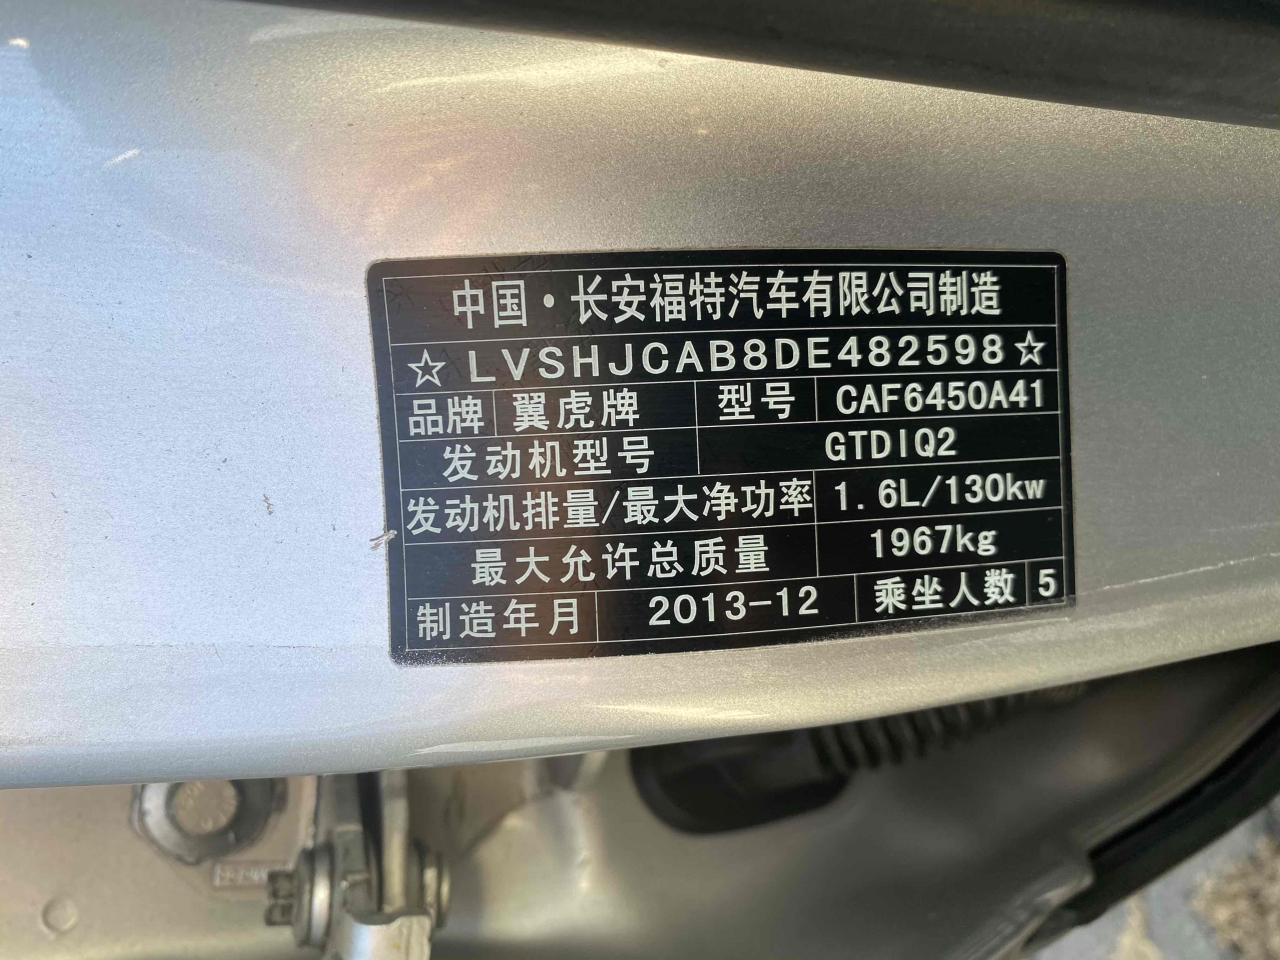 中国·长安福特汽车有限公司制造
☆LVSHJCAB8DE482598☆
品牌 翼虎牌 型号 CAF6450A41
发动机型号 GTDIQ2
发动机排量/最大净功率 1.6L/130kw
最大允许总质量 1967kg
制造年月 2013-12 乘坐人数 5